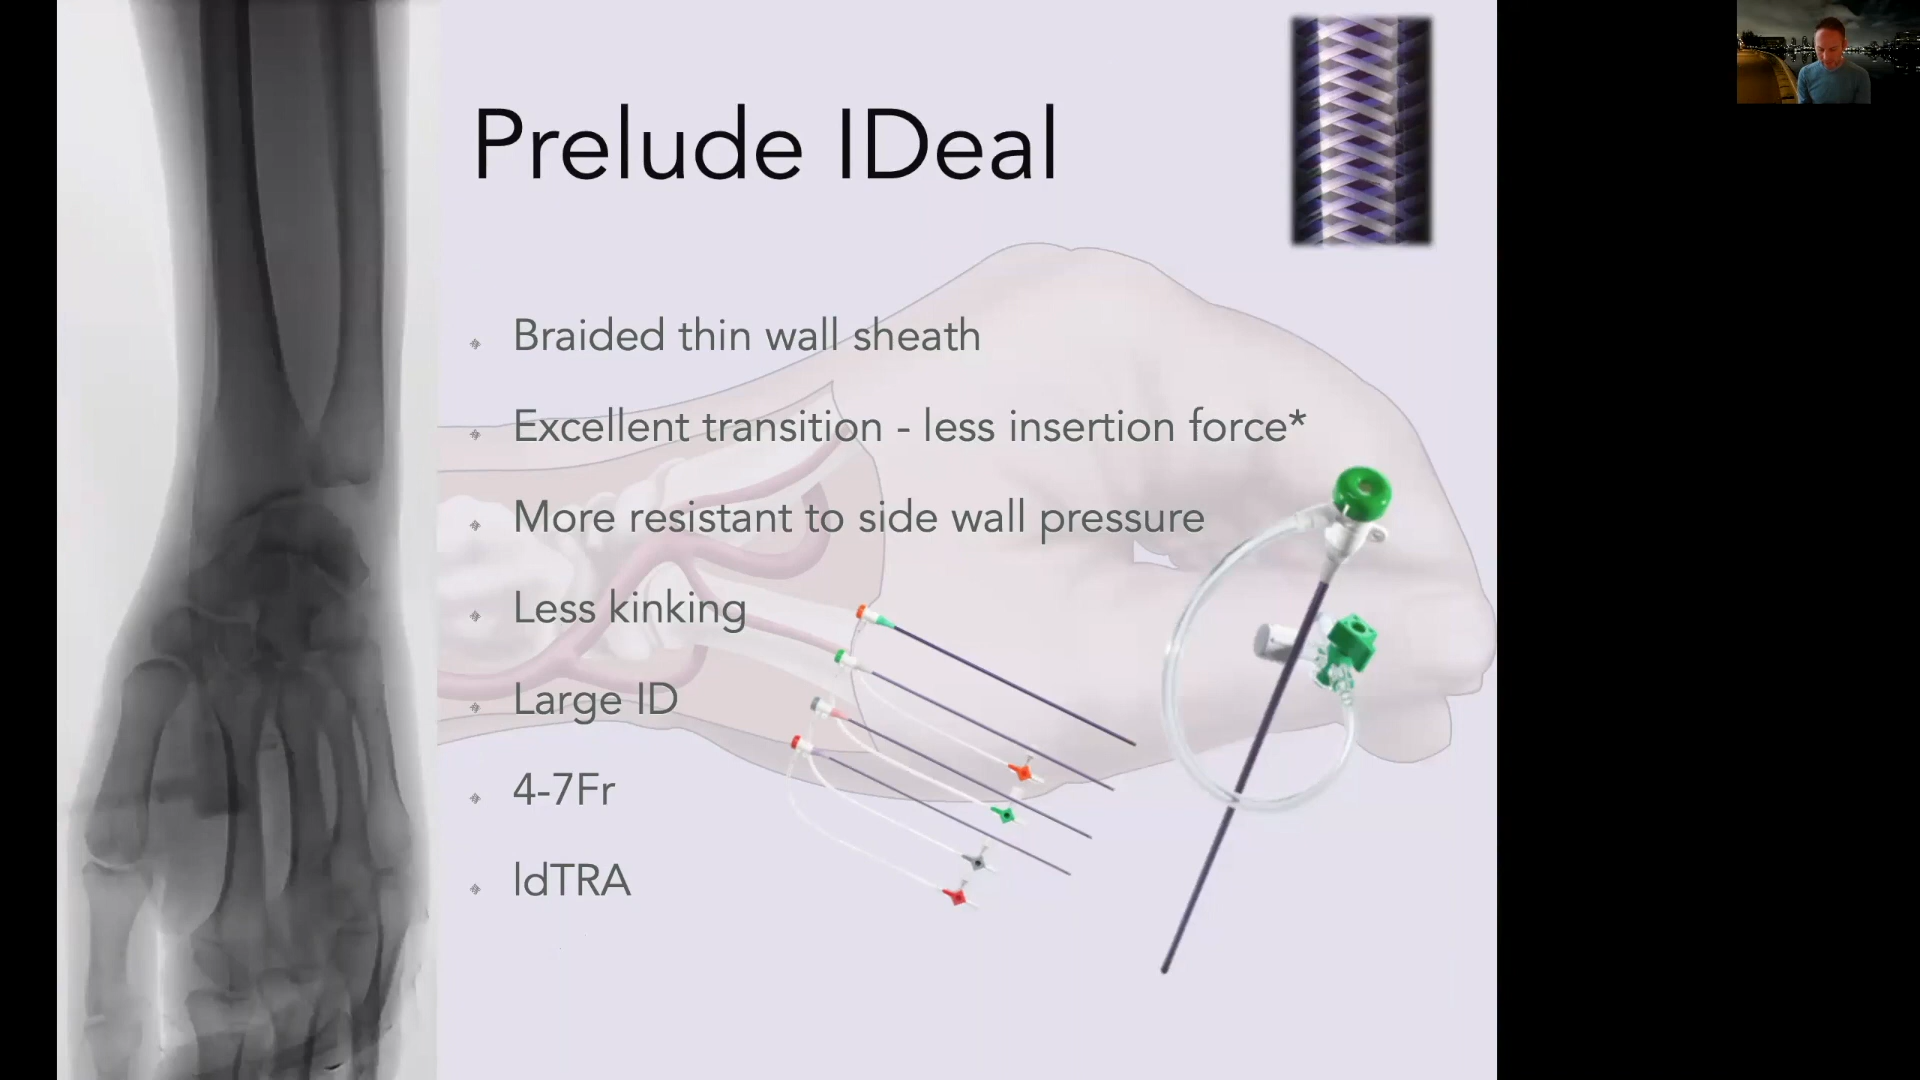 Prelude IDeal
Braided thin wall sheath
Excellent transition - less insertion force*
More resistant to side wall pressure
Less kinking
Large ID
4-7Fr
ldTRA